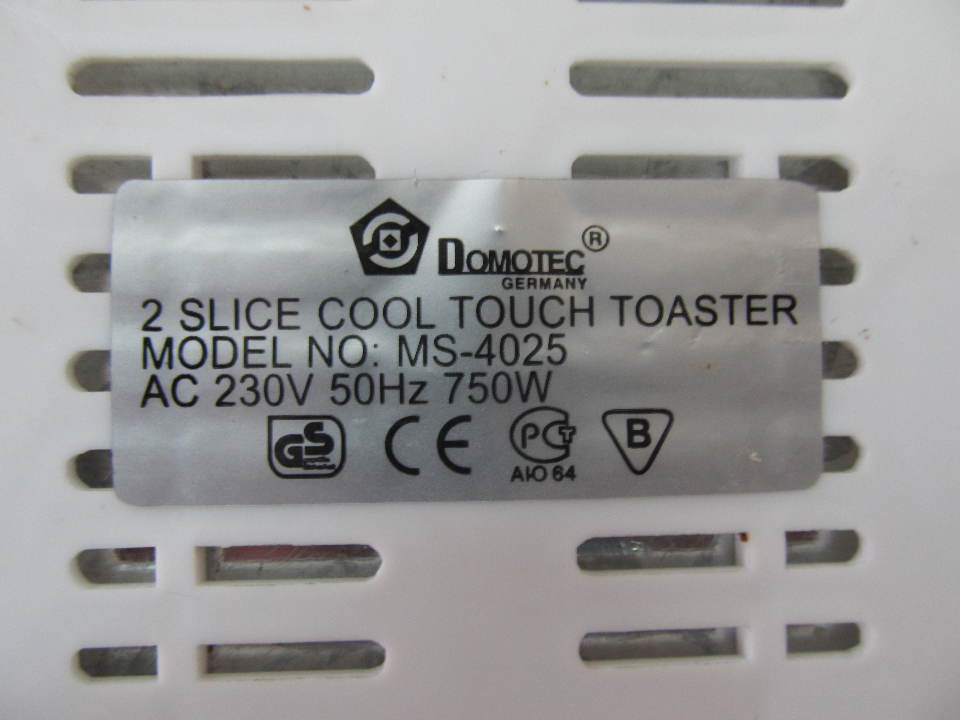 DOMOTEC®
GERMANY
2 SLICE COOL TOUCH TOASTER
MODEL NO: MS-4025
AC 230V 50Hz 750W
GS CE PCT B
АЮ 64